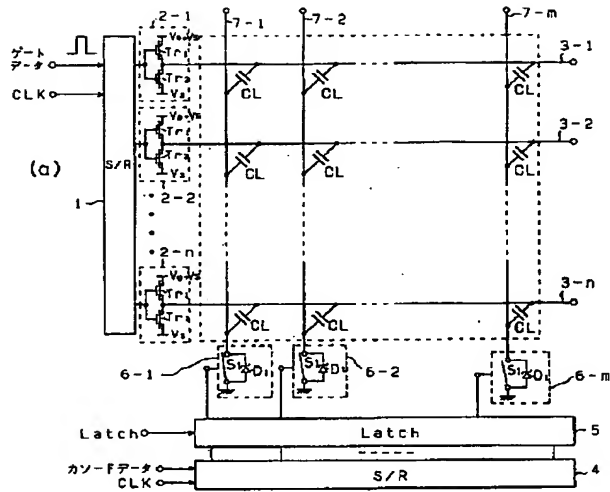 2-1
7-1
7-2
7-m
ゲート
データ
CLK
Tr1
Tr2
V2
3-1
CL
CL
CL
(a)
S/R
1
Tr1
Tr2
V2
3-2
CL
CL
CL
2-2
2-n
Tr1
Tr2
V2
3-n
CL
CL
CL
6-1
S1
D1
S1
6-2
S1
D1
6-m
Latch
Latch
5
カソードデータ
CLK
S/R
4